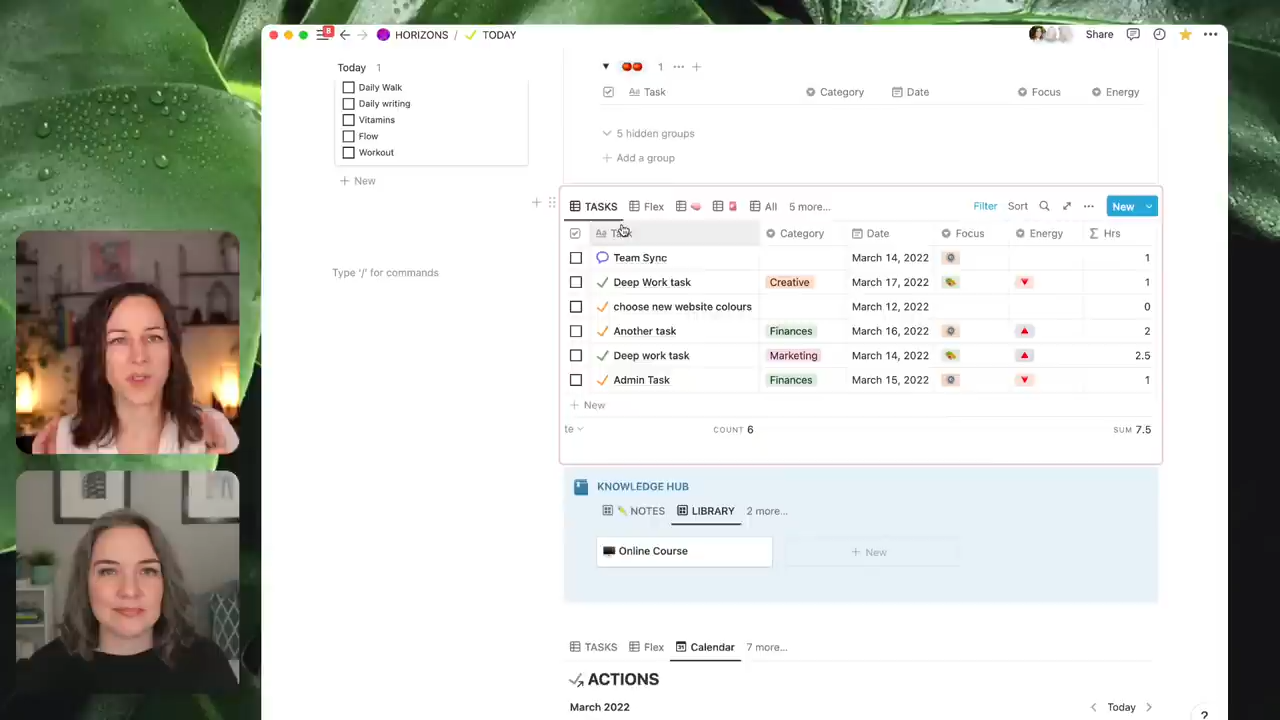 8
HORIZONS / TODAY
Share
Today 1
Daily Walk
Daily writing
Vitamins
Flow
Workout
+ New
Type '/' for commands
1
Task Category Date Focus Energy
5 hidden groups
+ Add a group
TASKS Flex All 5 more... Filter Sort New
Aa Task Category Date Focus Energy Σ Hrs
Team Sync March 14, 2022 1
Deep Work task Creative March 17, 2022 1
choose new website colours March 12, 2022 0
Another task Finances March 16, 2022 2
Deep work task Marketing March 14, 2022 2.5
Admin Task Finances March 15, 2022 1
+ New
te COUNT 6 SUM 7.5
KNOWLEDGE HUB
NOTES LIBRARY 2 more...
Online Course + New
TASKS Flex 31 Calendar 7 more...
ACTIONS
March 2022 Today
?